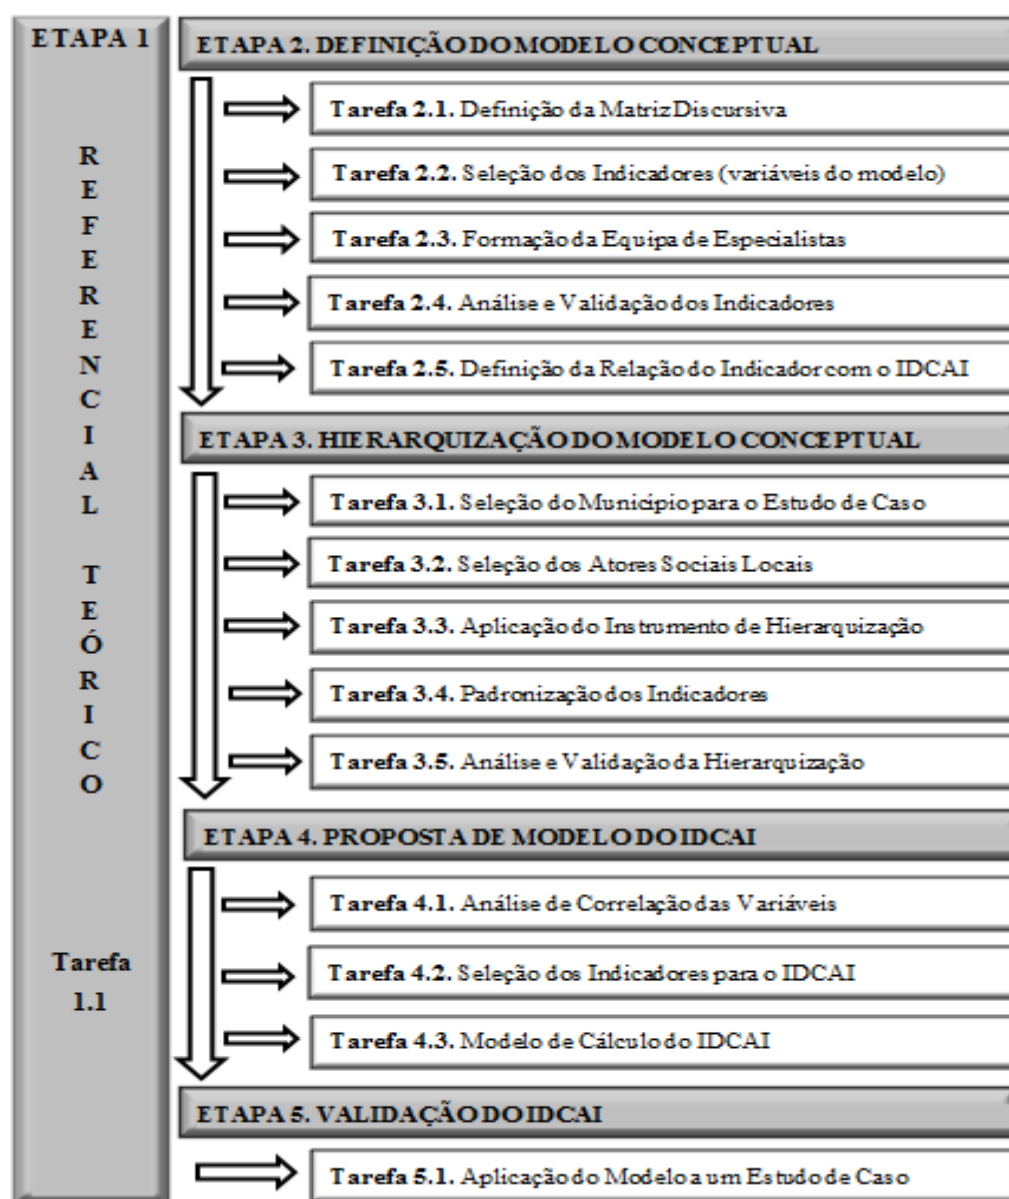 ETAPA 1
REFERENCIAL
TEÓRICO
Tarefa
1.1
ETAPA 2. DEFINIÇÃO DO MODELO CONCEPTUAL
Tarefa 2.1. Definição da Matriz Discursiva
Tarefa 2.2. Seleção dos Indicadores (variáveis do modelo)
Tarefa 2.3. Formação da Equipa de Especialistas
Tarefa 2.4. Análise e Validação dos Indicadores
Tarefa 2.5. Definição da Relação do Indicador com o IDCAI
ETAPA 3. HIERARQUIZAÇÃO DO MODELO CONCEPTUAL
Tarefa 3.1. Seleção do Município para o Estudo de Caso
Tarefa 3.2. Seleção dos Atores Sociais Locais
Tarefa 3.3. Aplicação do Instrumento de Hierarquização
Tarefa 3.4. Padronização dos Indicadores
Tarefa 3.5. Análise e Validação da Hierarquização
ETAPA 4. PROPOSTA DE MODELO DO IDCAI
Tarefa 4.1. Análise de Correlação das Variáveis
Tarefa 4.2. Seleção dos Indicadores para o IDCAI
Tarefa 4.3. Modelo de Cálculo do IDCAI
ETAPA 5. VALIDAÇÃO DO IDCAI
Tarefa 5.1. Aplicação do Modelo a um Estudo de Caso